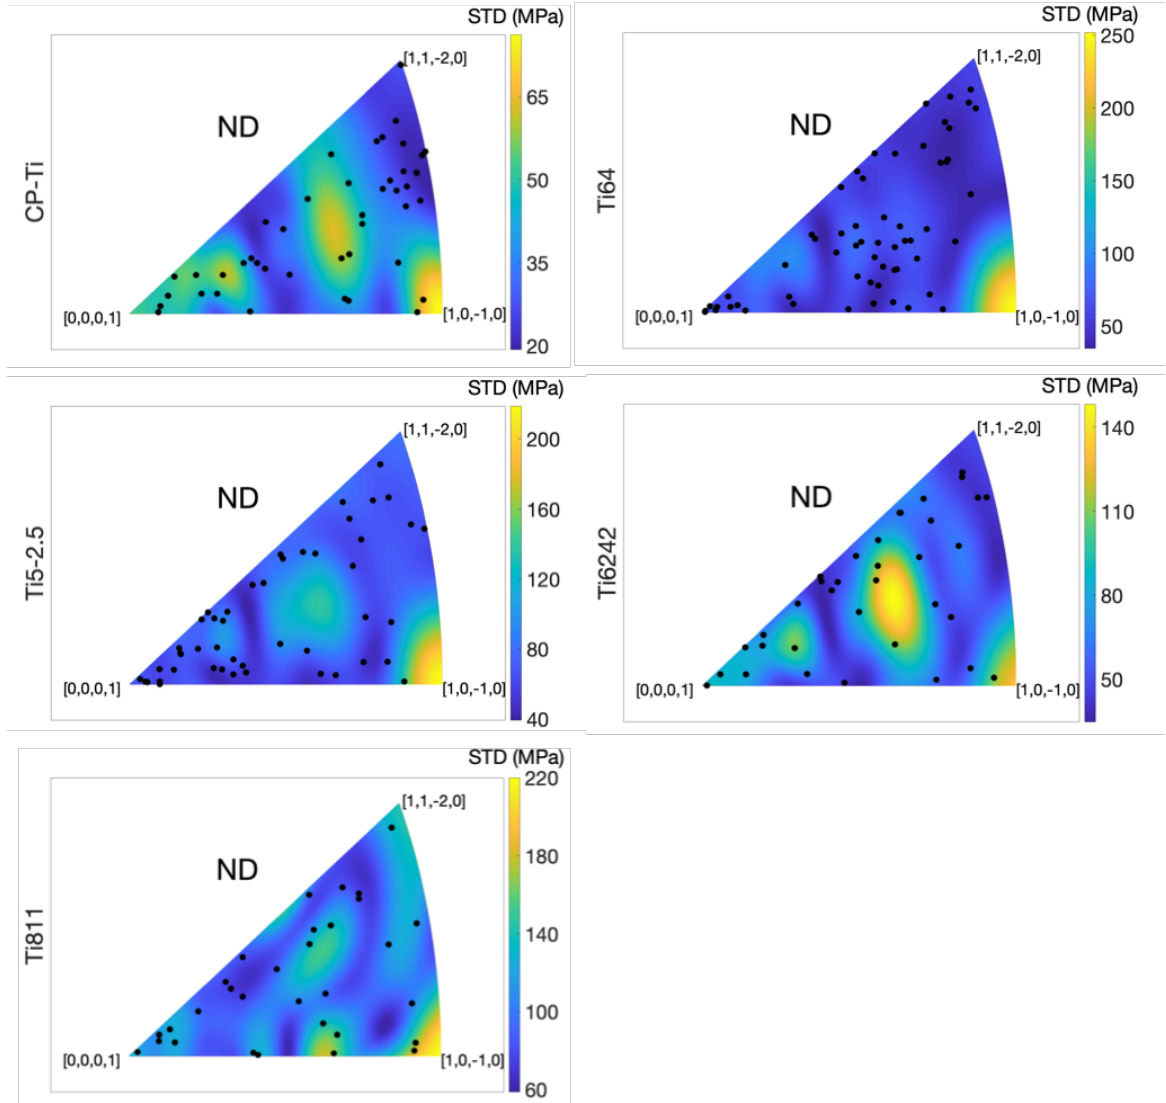 STD (MPa)
CP-Ti
ND
[1,1,-2,0]
[0,0,0,1]
[1,0,-1,0]
65
50
35
20
STD (MPa)
Ti64
ND
[1,1,-2,0]
[0,0,0,1]
[1,0,-1,0]
250
200
150
100
50
STD (MPa)
Ti5-2.5
ND
[1,1,-2,0]
[0,0,0,1]
[1,0,-1,0]
200
160
120
80
40
STD (MPa)
Ti6242
ND
[1,1,-2,0]
[0,0,0,1]
[1,0,-1,0]
140
110
80
50
STD (MPa)
Ti811
ND
[1,1,-2,0]
[0,0,0,1]
[1,0,-1,0]
220
180
140
100
60